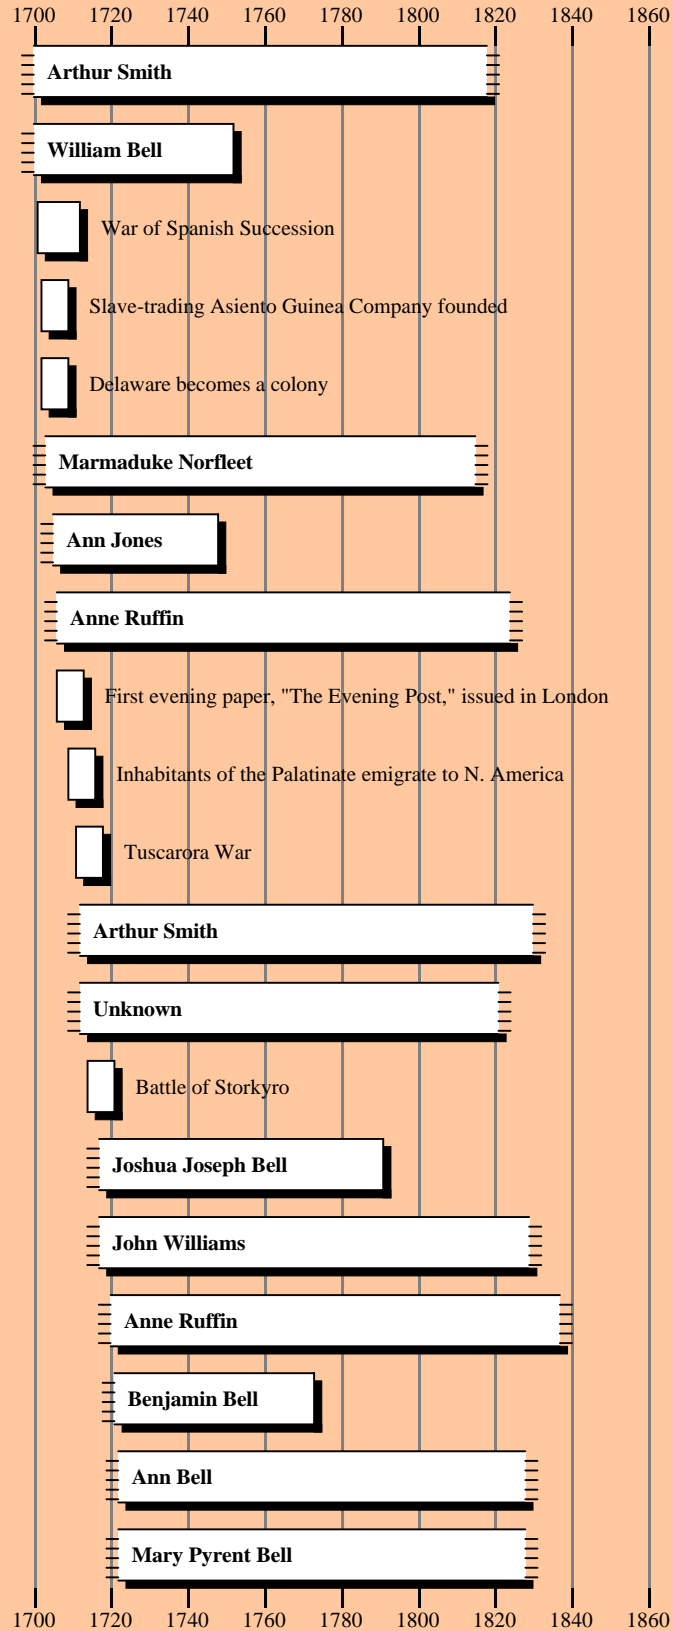 1700 1720 1740 1760 1780 1800 1820 1840 1860
Arthur Smith
William Bell
War of Spanish Succession
Slave-trading Asiento Guinea Company founded
Delaware becomes a colony
Marmaduke Norfleet
Ann Jones
Anne Ruffin
First evening paper, "The Evening Post," issued in London
Inhabitants of the Palatinate emigrate to N. America
Tuscarora War
Arthur Smith
Unknown
Battle of Storkyro
Joshua Joseph Bell
John Williams
Anne Ruffin
Benjamin Bell
Ann Bell
Mary Pyrent Bell
1700 1720 1740 1760 1780 1800 1820 1840 1860